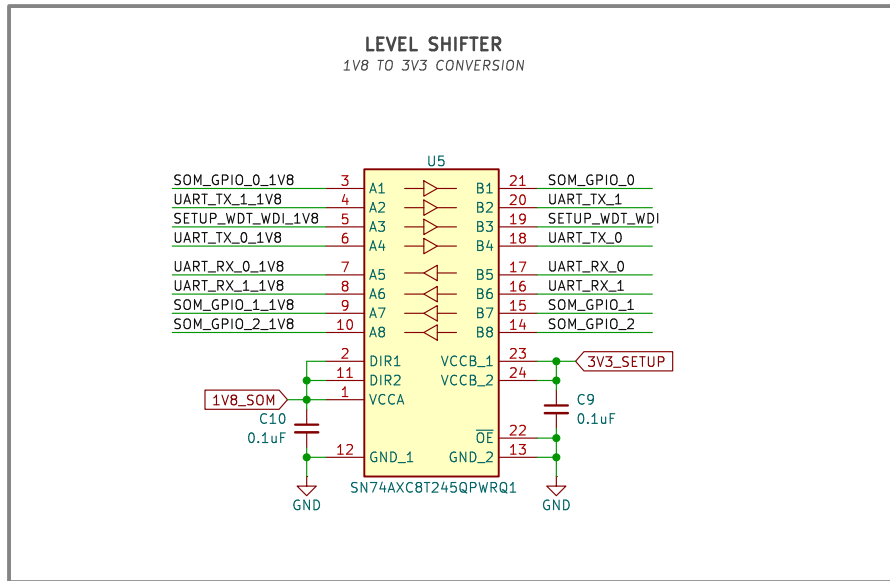 LEVEL SHIFTER
1V8 TO 3V3 CONVERSION
U5
SOM_GPIO_0_1V8 3 A1 B1 21 SOM_GPIO_0
UART_TX_1_1V8 4 A2 B2 20 UART_TX_1
SETUP_WDT_WDI_1V8 5 A3 B3 19 SETUP_WDT_WDI
UART_TX_0_1V8 6 A4 B4 18 UART_TX_0
UART_RX_0_1V8 7 A5 B5 17 UART_RX_0
UART_RX_1_1V8 8 A6 B6 16 UART_RX_1
SOM_GPIO_1_1V8 9 A7 B7 15 SOM_GPIO_1
SOM_GPIO_2_1V8 10 A8 B8 14 SOM_GPIO_2
2 DIR1 VCCB_1 23 3V3_SETUP
11 DIR2 VCCB_2 24
1V8_SOM 1 VCCA C9
C10 0.1uF
0.1uF OE 22
12 GND_1 GND_2 13
SN74AXC8T245QPWRQ1
GND GND